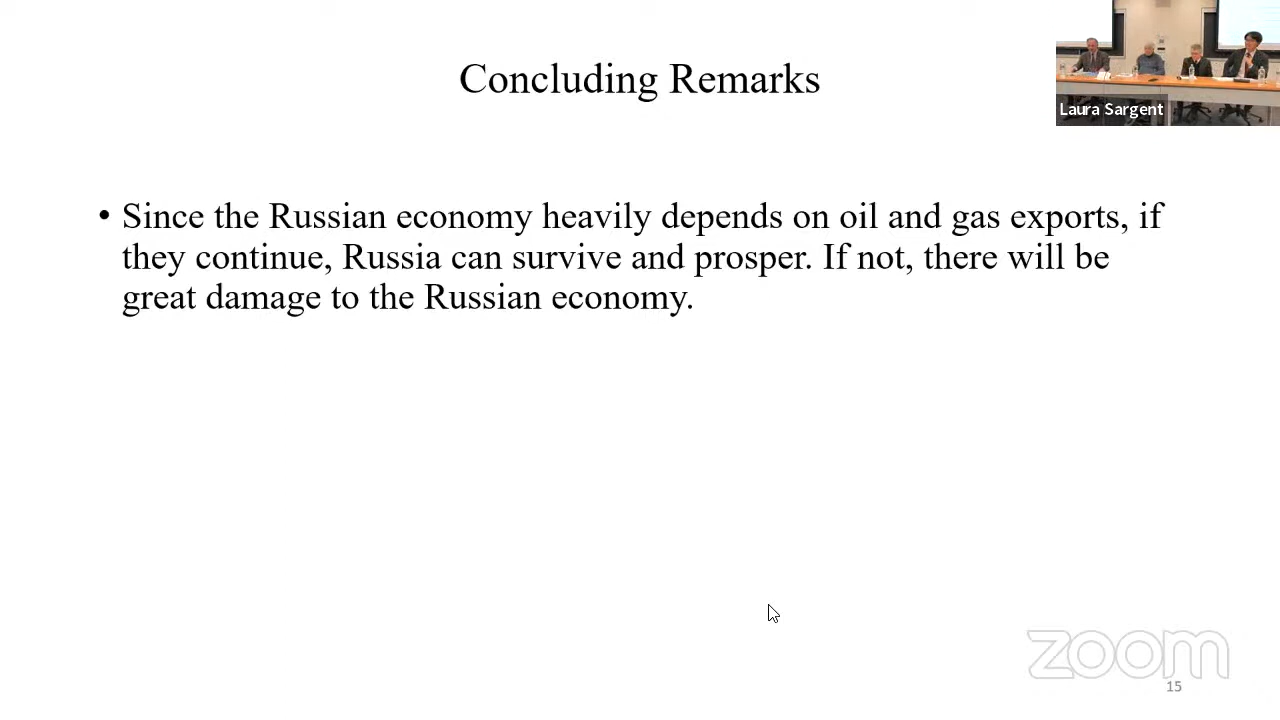 Concluding Remarks
Laura Sargent
• Since the Russian economy heavily depends on oil and gas exports, if
they continue, Russia can survive and prosper. If not, there will be
great damage to the Russian economy.
zoom
15